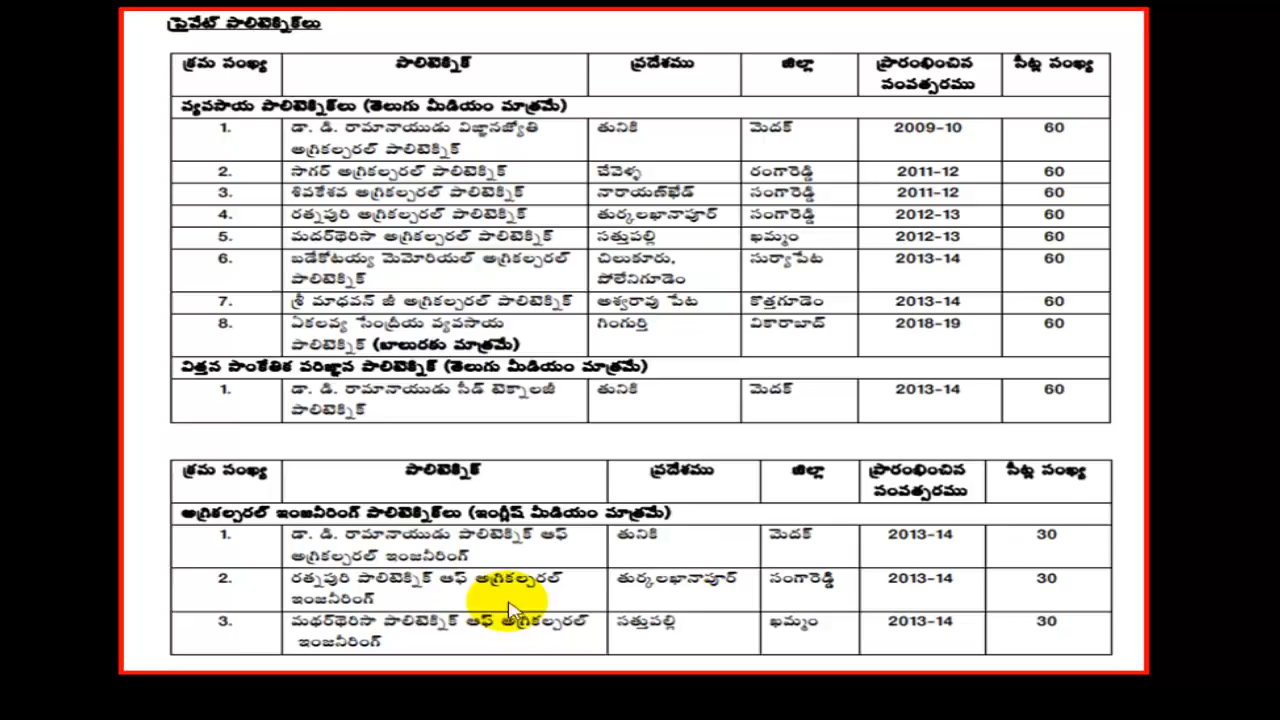 ప్రైవేట్ పాలిటెక్నిక్‌లు
క్రమ సంఖ్య పాలిటెక్నిక్ ప్రదేశము జిల్లా ప్రారంభించిన సంవత్సరము సీట్ల సంఖ్య
వ్యవసాయ పాలిటెక్నిక్‌లు (తెలుగు మీడియం మాత్రమే)
1. డా. డి. రామానాయుడు విజ్ఞానజ్యోతి అగ్రికల్చరల్ పాలిటెక్నిక్ తునికి మెదక్ 2009-10 60
2. సాగర్ అగ్రికల్చరల్ పాలిటెక్నిక్ చేవెళ్ళ రంగారెడ్డి 2011-12 60
3. శివకేశవ అగ్రికల్చరల్ పాలిటెక్నిక్ నారాయణ్‌ఖేడ్ సంగారెడ్డి 2011-12 60
4. రత్నపురి అగ్రికల్చరల్ పాలిటెక్నిక్ తుర్కలఖానాపూర్ సంగారెడ్డి 2012-13 60
5. మదర్‌థెరిసా అగ్రికల్చరల్ పాలిటెక్నిక్ సత్తుపల్లి ఖమ్మం 2012-13 60
6. బడేకోటయ్య మెమోరియల్ అగ్రికల్చరల్ పాలిటెక్నిక్ చిలుకూరు, పోలేనిగూడెం సుర్యాపేట 2013-14 60
7. శ్రీ మాధవన్ జీ అగ్రికల్చరల్ పాలిటెక్నిక్ అశ్వరావు పేట కొత్తగూడెం 2013-14 60
8. ఏకలవ్య సేంద్రీయ వ్యవసాయ పాలిటెక్నిక్ (బాలురకు మాత్రమే) గింగుర్తి వికారాబాద్ 2018-19 60
విత్తన సాంకేతిక పరిజ్ఞాన పాలిటెక్నిక్ (తెలుగు మీడియం మాత్రమే)
1. డా. డి. రామానాయుడు సీడ్ టెక్నాలజీ పాలిటెక్నిక్ తునికి మెదక్ 2013-14 60
క్రమ సంఖ్య పాలిటెక్నిక్ ప్రదేశము జిల్లా ప్రారంభించిన సంవత్సరము సీట్ల సంఖ్య
అగ్రికల్చరల్ ఇంజనీరింగ్ పాలిటెక్నిక్‌లు (ఇంగ్లీష్ మీడియం మాత్రమే)
1. డా. డి. రామానాయుడు పాలిటెక్నిక్ ఆఫ్ అగ్రికల్చరల్ ఇంజనీరింగ్ తునికి మెదక్ 2013-14 30
2. రత్నపురి పాలిటెక్నిక్ ఆఫ్ అగ్రికల్చరల్ ఇంజనీరింగ్ తుర్కలఖానాపూర్ సంగారెడ్డి 2013-14 30
3. మథర్‌థెరిసా పాలిటెక్నిక్ ఆఫ్ అగ్రికల్చరల్ ఇంజనీరింగ్ సత్తుపల్లి ఖమ్మం 2013-14 30